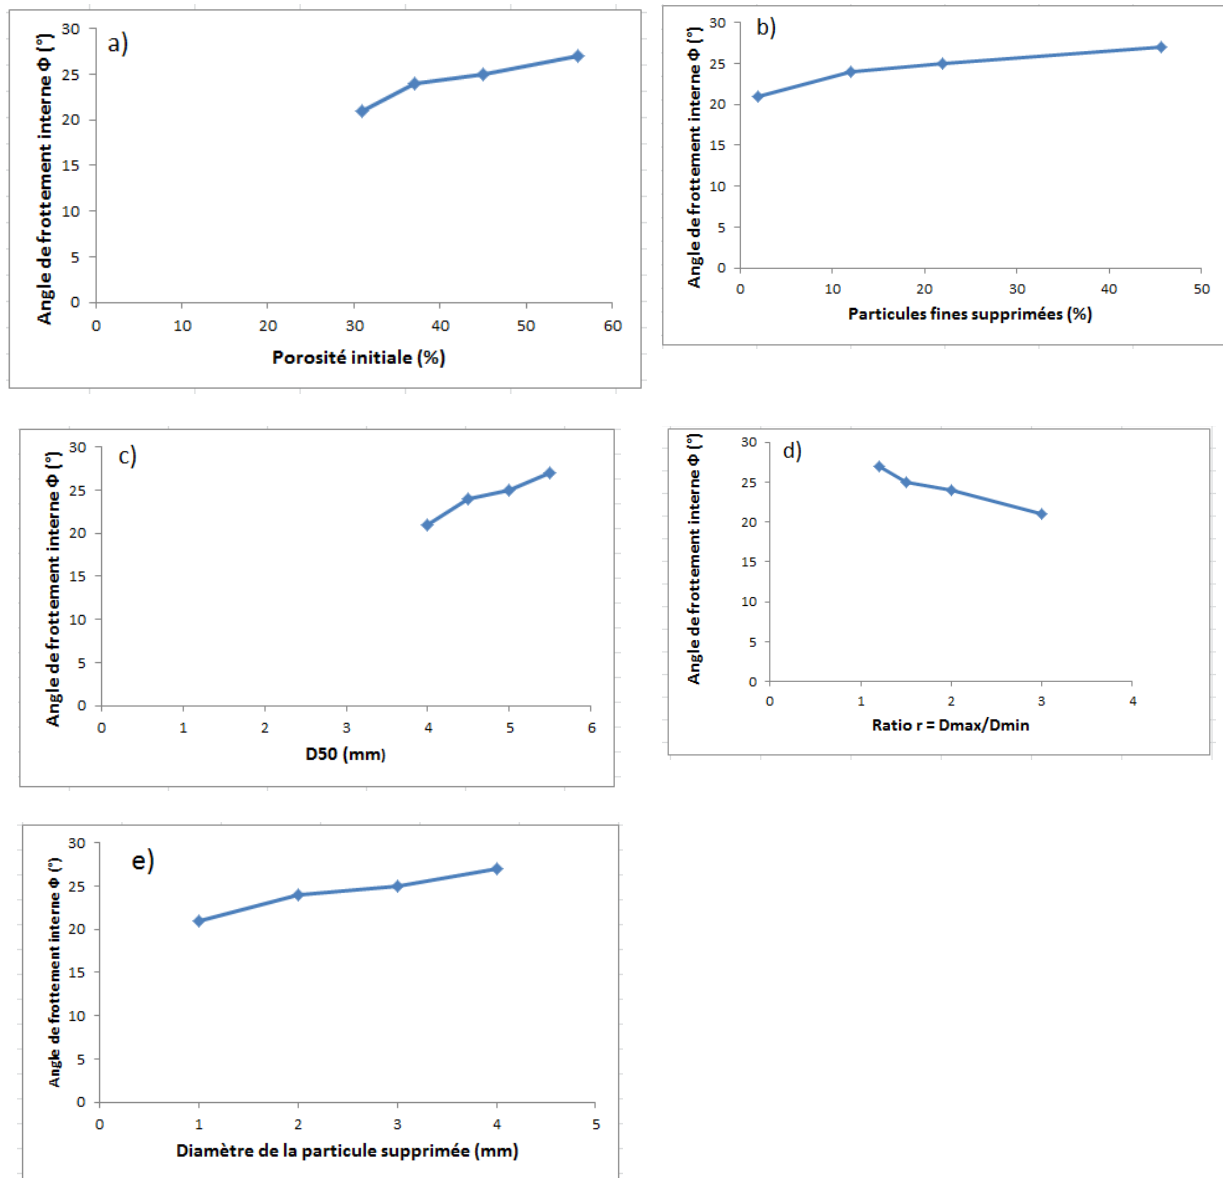 a)
Angle de frottement interne Φ (°)
30
25
20
15
10
5
0
0 10 20 30 40 50 60
Porosité initiale (%)
b)
Angle de frottement interne Φ (°)
30
25
20
15
10
5
0
0 10 20 30 40 50
Particules fines supprimées (%)
c)
Angle de frottement interne Φ (°)
30
25
20
15
10
5
0
0 1 2 3 4 5 6
D50 (mm)
d)
Angle de frottement interne Φ (°)
30
25
20
15
10
5
0
0 1 2 3 4
Ratio r = Dmax/Dmin
e)
Angle de frottement interne Φ (°)
30
25
20
15
10
5
0
0 1 2 3 4 5
Diamètre de la particule supprimée (mm)